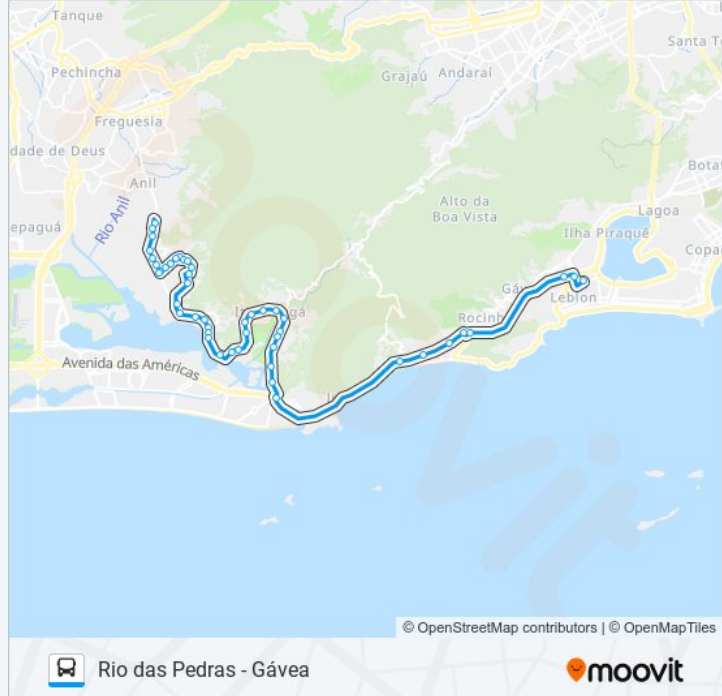 Tanque
Santa T
Pechincha
Grajaú
Andaraí
Freguesia
dade de Deus
Botaf
Anil
Alto da
Boa Vista
Lagoa
Rio Anil
epaguá
Ilha Piraquê
Copac
Gáv
Leblon
Rocinh
Avenida das Américas
© OpenStreetMap contributors | © OpenMapTiles
Rio das Pedras - Gávea
moovit